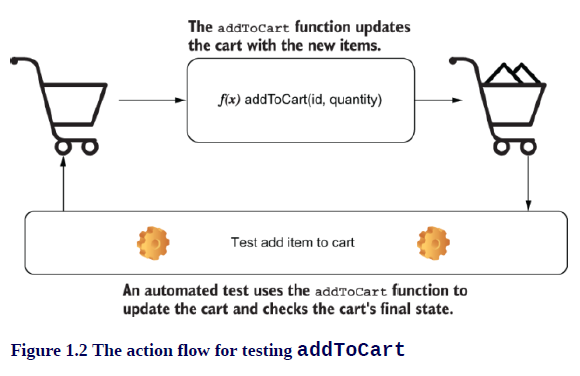 The addToCart function updates
the cart with the new items.
f(x) addToCart(id, quantity)
Test add item to cart
An automated test uses the addToCart function to
update the cart and checks the cart's final state.
Figure 1.2 The action flow for testing addToCart